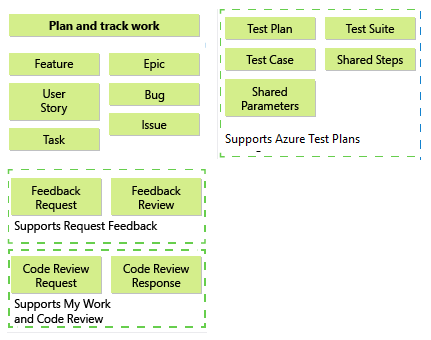 Plan and track work
Feature
Epic
User
Story
Bug
Task
Issue
Test Plan
Test Suite
Test Case
Shared Steps
Shared
Parameters
Supports Azure Test Plans
Feedback
Request
Feedback
Review
Supports Request Feedback
Code Review
Request
Code Review
Response
Supports My Work
and Code Review